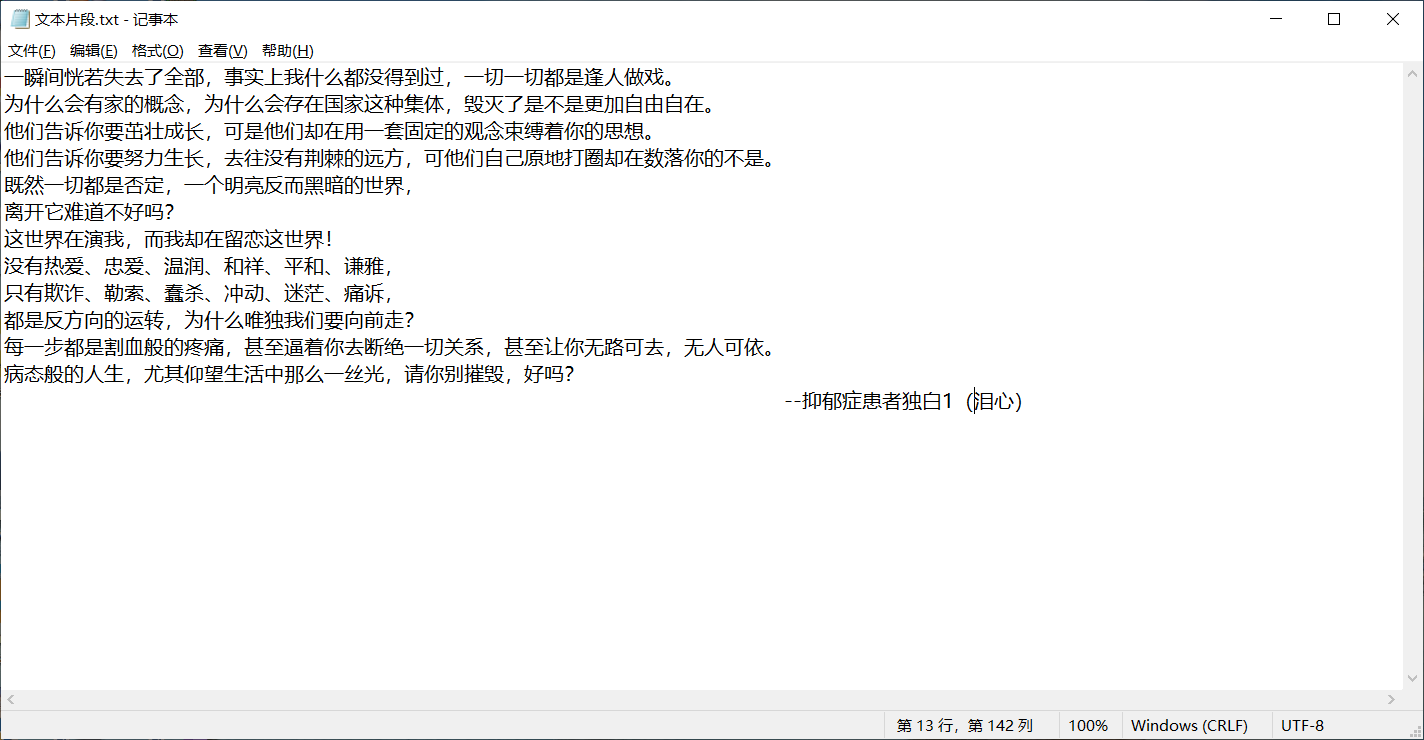 文本片段.txt - 记事本
文件(F) 编辑(E) 格式(O) 查看(V) 帮助(H)
一瞬间恍若失去了全部，事实上我什么都没得到过，一切一切都是逢人做戏。
为什么会有家的概念，为什么会存在国家这种集体，毁灭了是不是更加自由自在。
他们告诉你要茁壮成长，可是他们却在用一套固定的观念束缚着你的思想。
他们告诉你要努力生长，去往没有荆棘的远方，可他们自己原地打圈却在数落你的不是。
既然一切都是否定，一个明亮反而黑暗的世界，
离开它难道不好吗？
这世界在演我，而我却在留恋这世界！
没有热爱、忠爱、温润、和祥、平和、谦雅，
只有欺诈、勒索、蠢杀、冲动、迷茫、痛诉，
都是反方向的运转，为什么唯独我们要向前走？
每一步都是割血般的疼痛，甚至逼着你去断绝一切关系，甚至让你无路可去，无人可依。
病态般的人生，尤其仰望生活中那么一丝光，请你别摧毁，好吗？
--抑郁症患者独白1（泪心）
第 13 行，第 142 列 100% Windows (CRLF) UTF-8